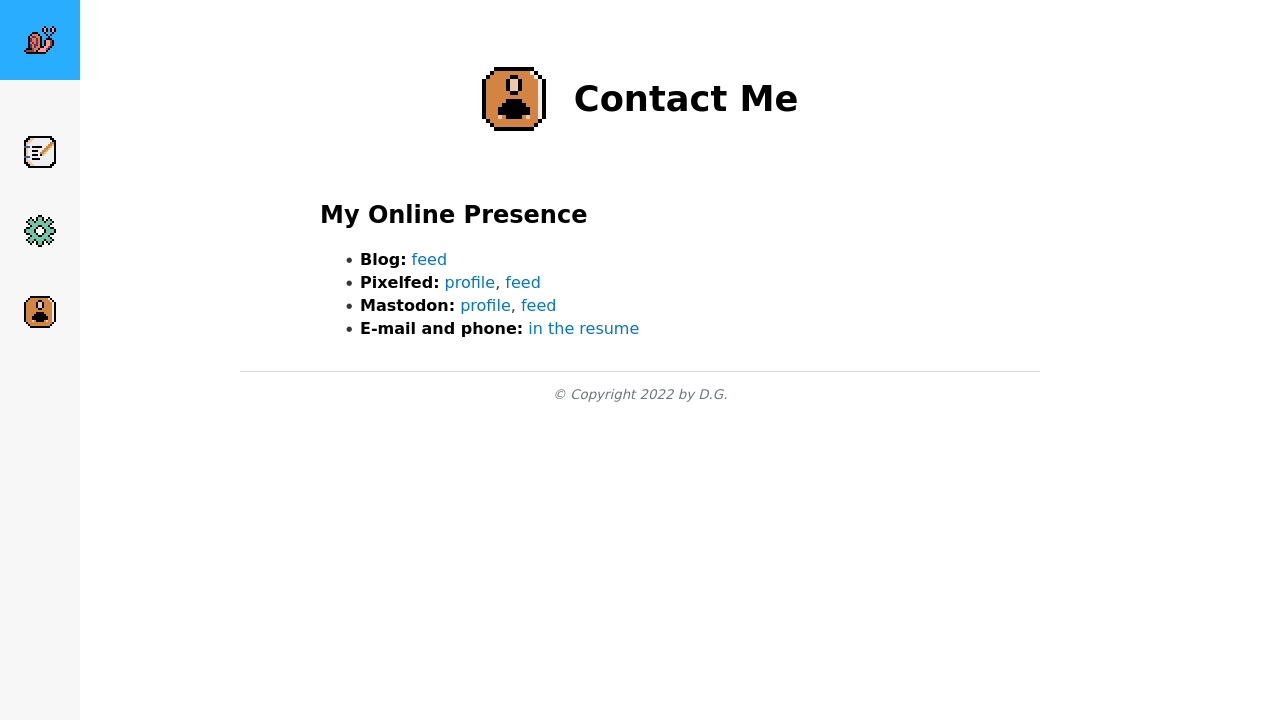 Contact Me
My Online Presence
• Blog: feed
• Pixelfed: profile, feed
• Mastodon: profile, feed
• E-mail and phone: in the resume
© Copyright 2022 by D.G.